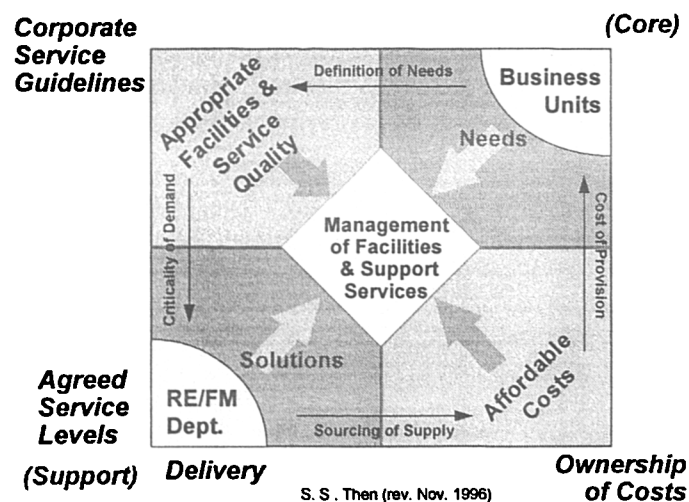 Corporate
Service
Guidelines
(Core)
Definition of Needs
Business
Units
Appropriate
Facilities &
Service
Quality
Needs
Criticality of Demand
Cost of Provision
Management
of Facilities
& Support
Services
Solutions
Affordable
Costs
Agreed
Service
Levels
RE/FM
Dept.
Sourcing of Supply
(Support)
Delivery
Ownership
of Costs
S. S , Then (rev. Nov. 1996)